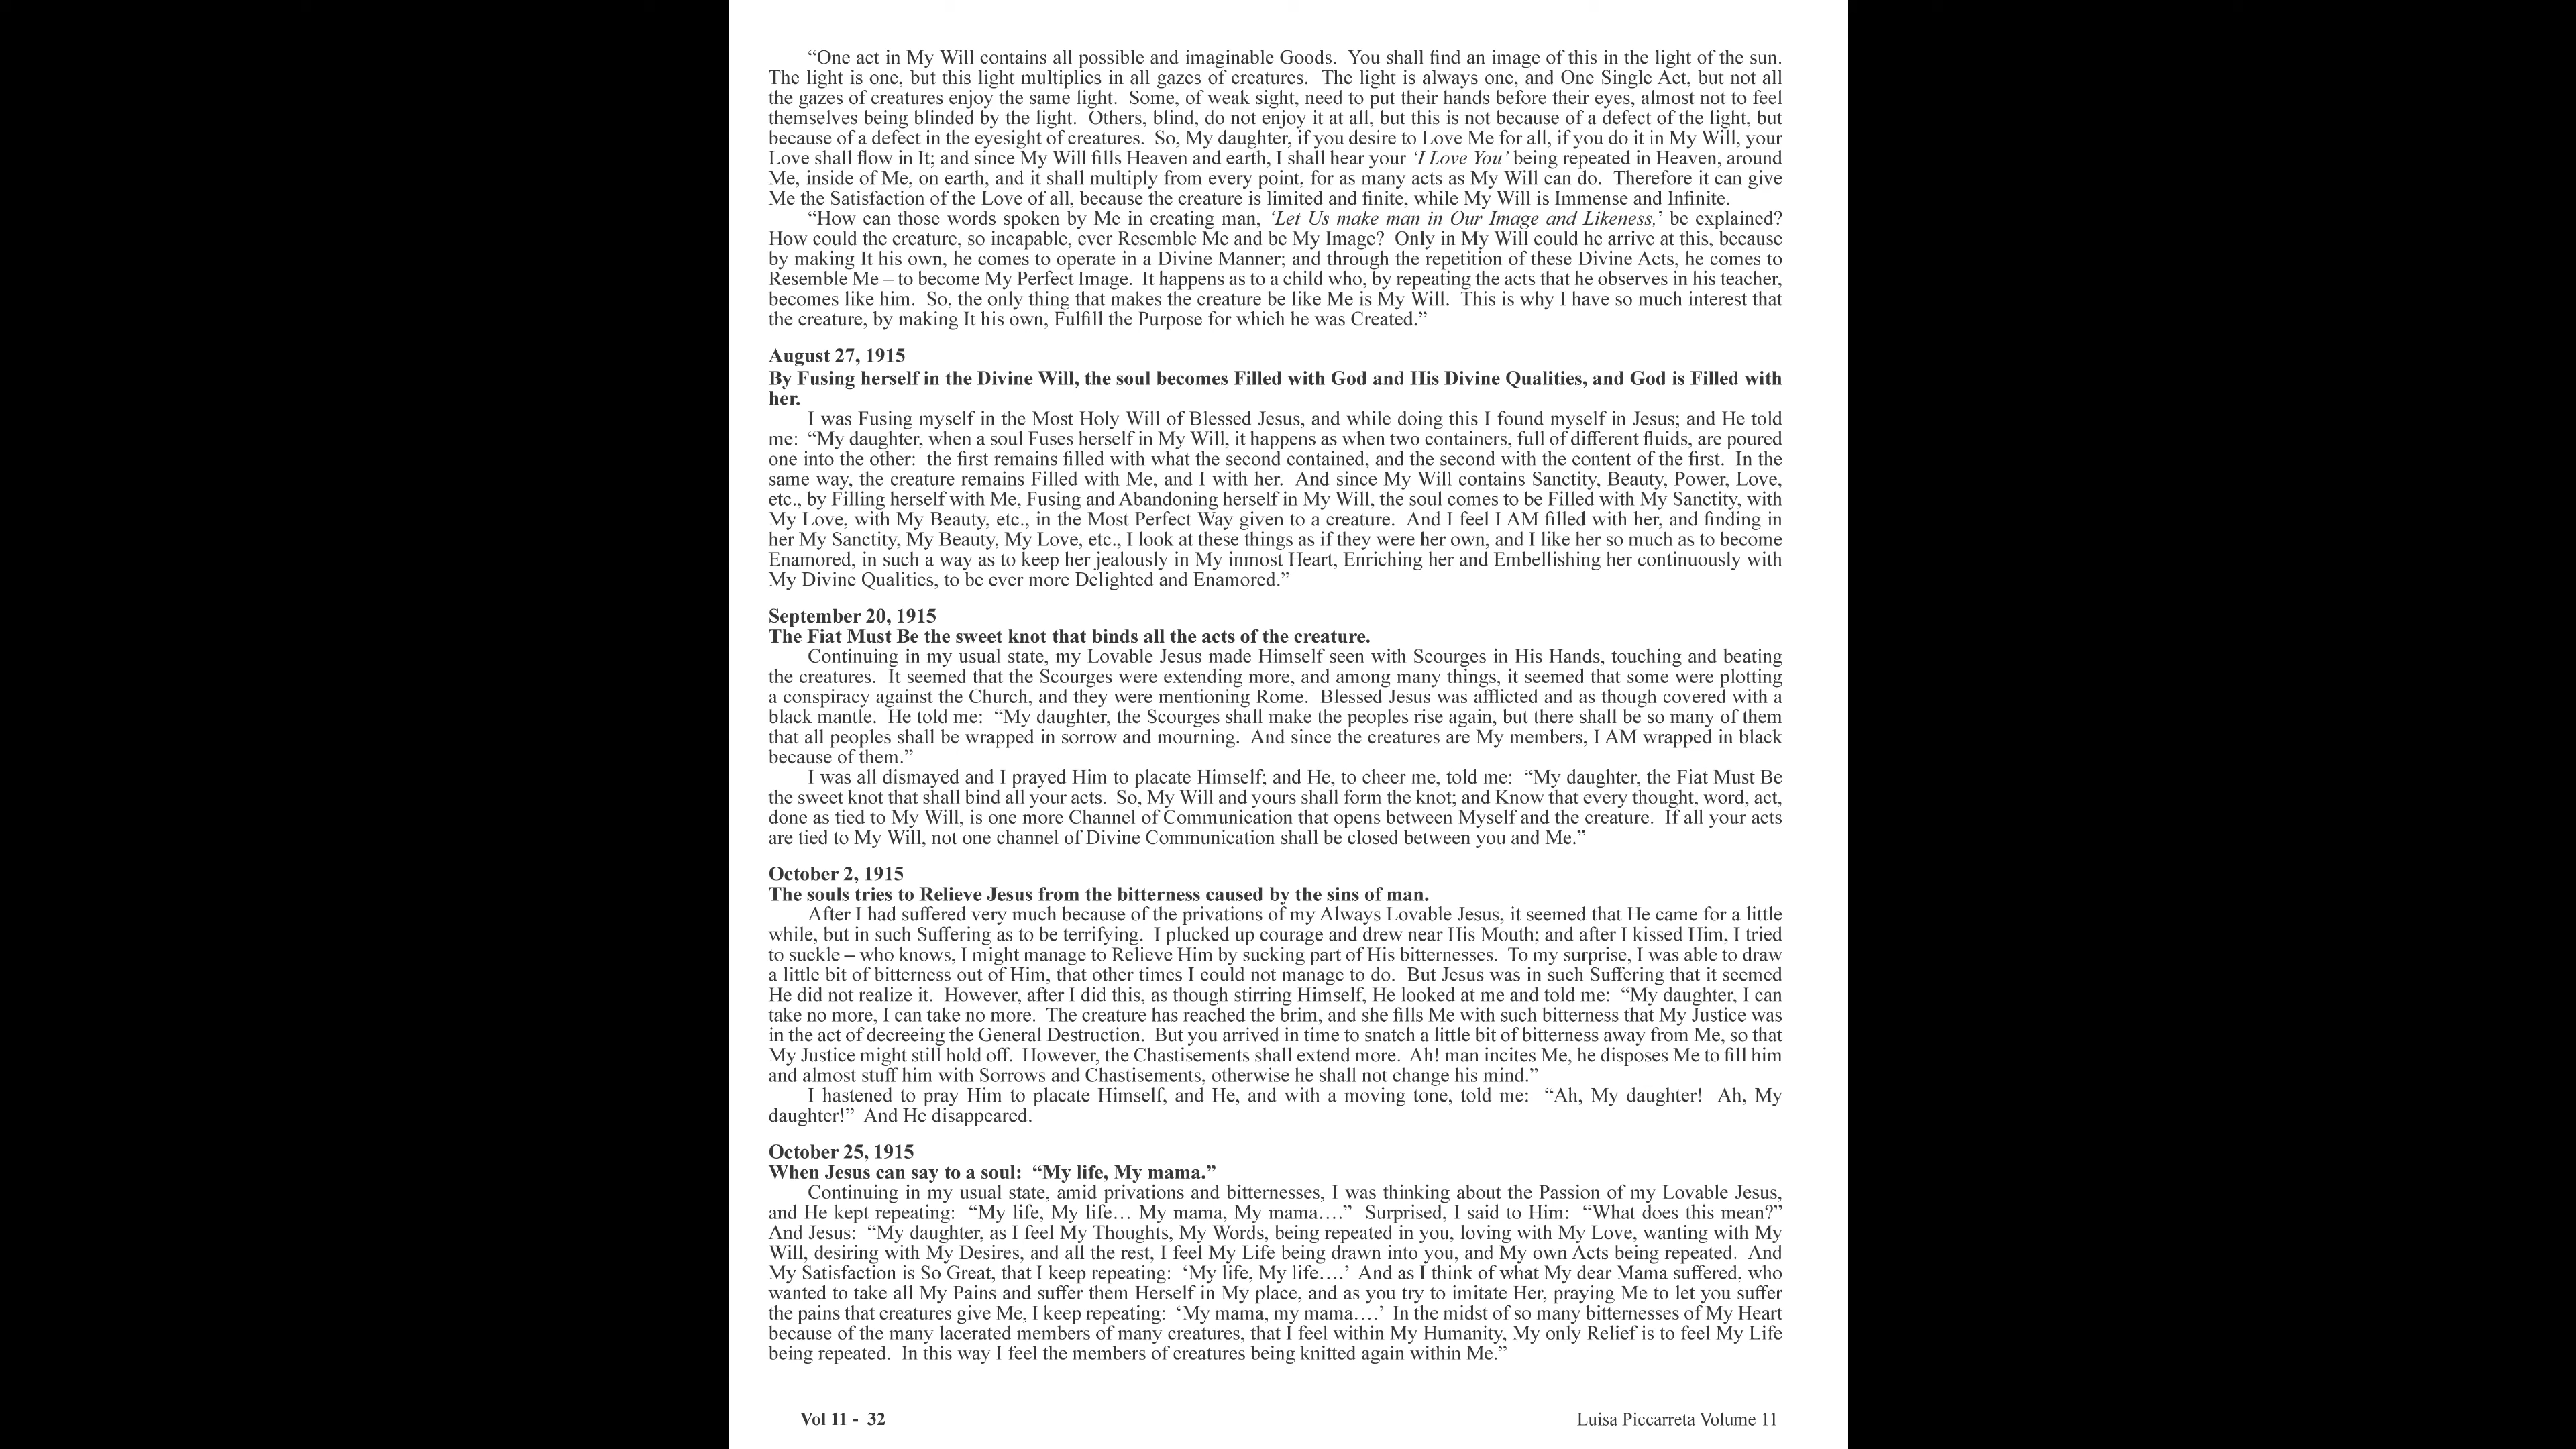 “One act in My Will contains all possible and imaginable Goods.  You shall find an image of this in the light of the sun.
The light is one, but this light multiplies in all gazes of creatures.  The light is always one, and One Single Act, but not all
the gazes of creatures enjoy the same light.  Some, of weak sight, need to put their hands before their eyes, almost not to feel
themselves being blinded by the light.  Others, blind, do not enjoy it at all, but this is not because of a defect of the light, but
because of a defect in the eyesight of creatures.  So, My daughter, if you desire to Love Me for all, if you do it in My Will, your
Love shall flow in It; and since My Will fills Heaven and earth, I shall hear your ‘I Love You’ being repeated in Heaven, around
Me, inside of Me, on earth, and it shall multiply from every point, for as many acts as My Will can do.  Therefore it can give
Me the Satisfaction of the Love of all, because the creature is limited and finite, while My Will is Immense and Infinite.
“How can those words spoken by Me in creating man, ‘Let Us make man in Our Image and Likeness,’ be explained?
How could the creature, so incapable, ever Resemble Me and be My Image?  Only in My Will could he arrive at this, because
by making It his own, he comes to operate in a Divine Manner; and through the repetition of these Divine Acts, he comes to
Resemble Me – to become My Perfect Image.  It happens as to a child who, by repeating the acts that he observes in his teacher,
becomes like him.  So, the only thing that makes the creature be like Me is My Will.  This is why I have so much interest that
the creature, by making It his own, Fulfill the Purpose for which he was Created.”
August 27, 1915
By Fusing herself in the Divine Will, the soul becomes Filled with God and His Divine Qualities, and God is Filled with
her.
I was Fusing myself in the Most Holy Will of Blessed Jesus, and while doing this I found myself in Jesus; and He told
me:  “My daughter, when a soul Fuses herself in My Will, it happens as when two containers, full of different fluids, are poured
one into the other:  the first remains filled with what the second contained, and the second with the content of the first.  In the
same way, the creature remains Filled with Me, and I with her.  And since My Will contains Sanctity, Beauty, Power, Love,
etc., by Filling herself with Me, Fusing and Abandoning herself in My Will, the soul comes to be Filled with My Sanctity, with
My Love, with My Beauty, etc., in the Most Perfect Way given to a creature.  And I feel I AM filled with her, and finding in
her My Sanctity, My Beauty, My Love, etc., I look at these things as if they were her own, and I like her so much as to become
Enamored, in such a way as to keep her jealously in My inmost Heart, Enriching her and Embellishing her continuously with
My Divine Qualities, to be ever more Delighted and Enamored.”
September 20, 1915
The Fiat Must Be the sweet knot that binds all the acts of the creature.
Continuing in my usual state, my Lovable Jesus made Himself seen with Scourges in His Hands, touching and beating
the creatures.  It seemed that the Scourges were extending more, and among many things, it seemed that some were plotting
a conspiracy against the Church, and they were mentioning Rome.  Blessed Jesus was afflicted and as though covered with a
black mantle.  He told me:  “My daughter, the Scourges shall make the peoples rise again, but there shall be so many of them
that all peoples shall be wrapped in sorrow and mourning.  And since the creatures are My members, I AM wrapped in black
because of them.”
I was all dismayed and I prayed Him to placate Himself; and He, to cheer me, told me:  “My daughter, the Fiat Must Be
the sweet knot that shall bind all your acts.  So, My Will and yours shall form the knot; and Know that every thought, word, act,
done as tied to My Will, is one more Channel of Communication that opens between Myself and the creature.  If all your acts
are tied to My Will, not one channel of Divine Communication shall be closed between you and Me.”
October 2, 1915
The souls tries to Relieve Jesus from the bitterness caused by the sins of man.
After I had suffered very much because of the privations of my Always Lovable Jesus, it seemed that He came for a little
while, but in such Suffering as to be terrifying.  I plucked up courage and drew near His Mouth; and after I kissed Him, I tried
to suckle – who knows, I might manage to Relieve Him by sucking part of His bitternesses.  To my surprise, I was able to draw
a little bit of bitterness out of Him, that other times I could not manage to do.  But Jesus was in such Suffering that it seemed
He did not realize it.  However, after I did this, as though stirring Himself, He looked at me and told me:  “My daughter, I can
take no more, I can take no more.  The creature has reached the brim, and she fills Me with such bitterness that My Justice was
in the act of decreeing the General Destruction.  But you arrived in time to snatch a little bit of bitterness away from Me, so that
My Justice might still hold off.  However, the Chastisements shall extend more.  Ah! man incites Me, he disposes Me to fill him
and almost stuff him with Sorrows and Chastisements, otherwise he shall not change his mind.”
I hastened to pray Him to placate Himself, and He, and with a moving tone, told me:  “Ah, My daughter!  Ah, My
daughter!”  And He disappeared.
October 25, 1915
When Jesus can say to a soul:  “My life, My mama.”
Continuing in my usual state, amid privations and bitternesses, I was thinking about the Passion of my Lovable Jesus,
and He kept repeating:  “My life, My life… My mama, My mama….”  Surprised, I said to Him:  “What does this mean?”
And Jesus:  “My daughter, as I feel My Thoughts, My Words, being repeated in you, loving with My Love, wanting with My
Will, desiring with My Desires, and all the rest, I feel My Life being drawn into you, and My own Acts being repeated.  And
My Satisfaction is So Great, that I keep repeating:  ‘My life, My life….’ And as I think of what My dear Mama suffered, who
wanted to take all My Pains and suffer them Herself in My place, and as you try to imitate Her, praying Me to let you suffer
the pains that creatures give Me, I keep repeating:  ‘My mama, my mama….’ In the midst of so many bitternesses of My Heart
because of the many lacerated members of many creatures, that I feel within My Humanity, My only Relief is to feel My Life
being repeated.  In this way I feel the members of creatures being knitted again within Me.”
Vol 11 -  32
Luisa Piccarreta Volume 11